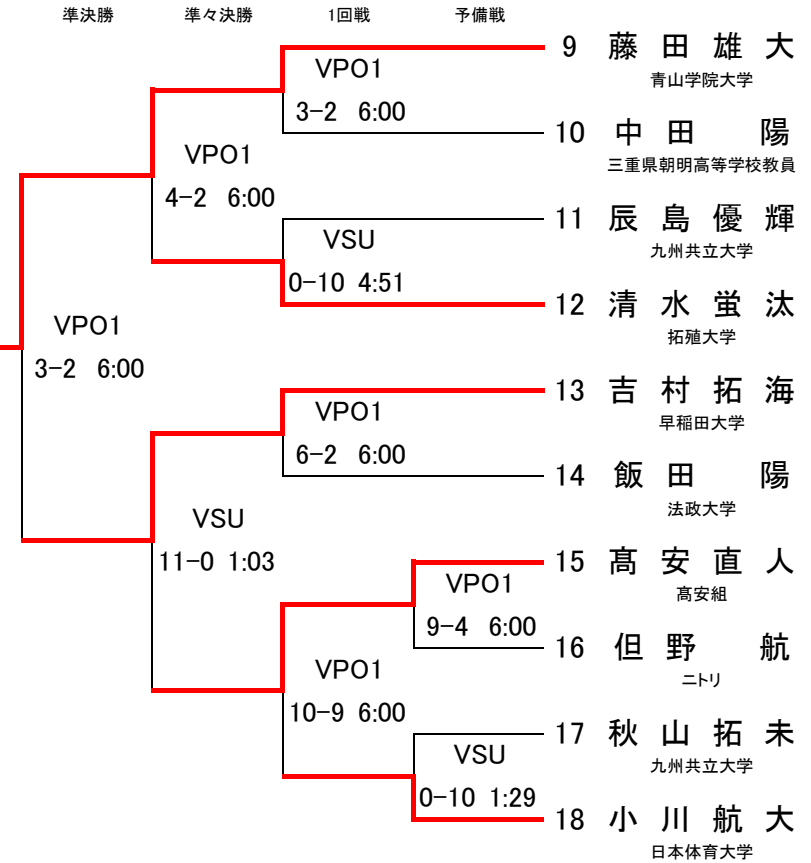 準決勝 準々決勝 1回戦 予備戦
9 藤田雄大
青山学院大学
VPO1
3-2 6:00
10 中田 陽
三重県朝明高等学校教員
VPO1
4-2 6:00
11 辰島優輝
九州共立大学
VSU
0-10 4:51
12 清水蛍汰
拓殖大学
VPO1
3-2 6:00
13 吉村拓海
早稲田大学
VPO1
6-2 6:00
14 飯田 陽
法政大学
VSU
11-0 1:03
15 髙安直人
髙安組
VPO1
9-4 6:00
16 但野 航
ニトリ
VPO1
10-9 6:00
17 秋山拓未
九州共立大学
VSU
0-10 1:29
18 小川航大
日本体育大学